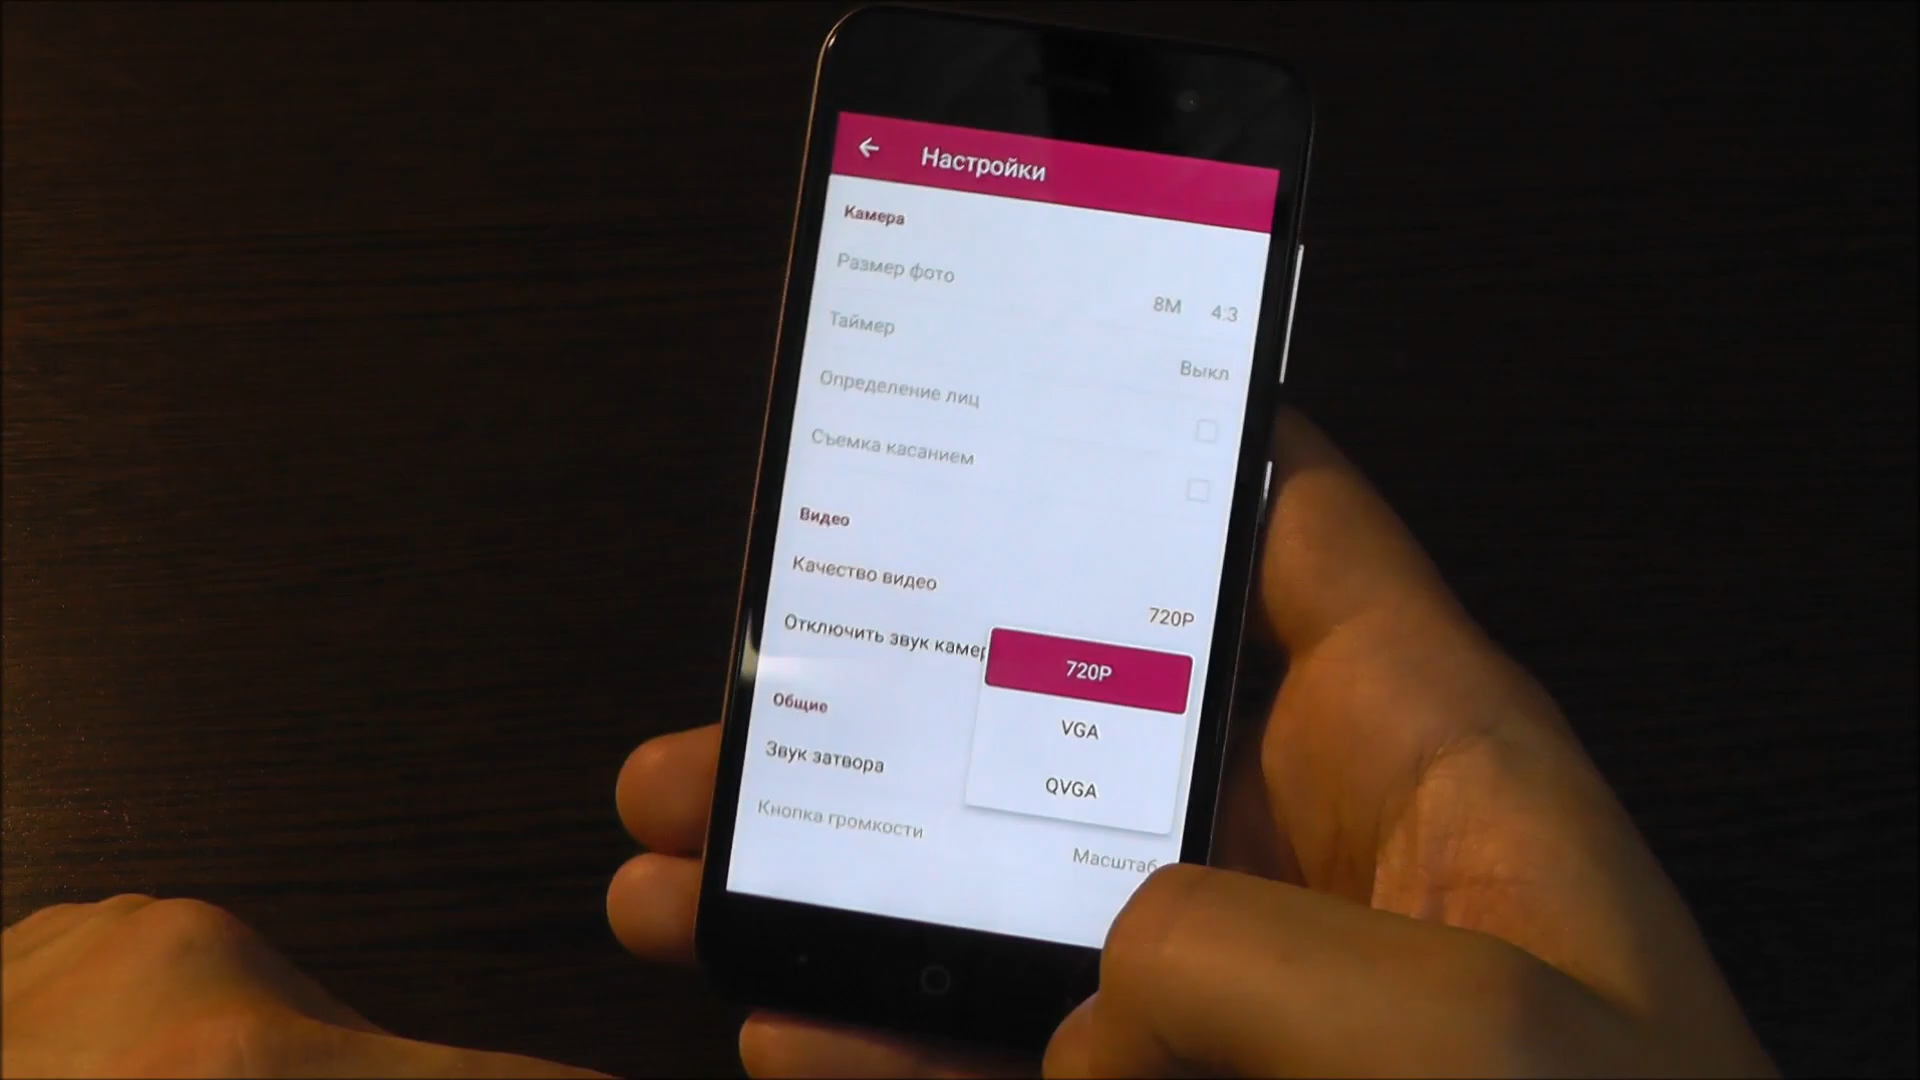 Настройки
Камера
Размер фото
8M 4:3
Таймер
Выкл
Определение лиц
Съемка касанием
Видео
Качество видео
720P
Отключить звук камер
720P
VGA
Общие
QVGA
Звук затвора
Кнопка громкости
Масштаб